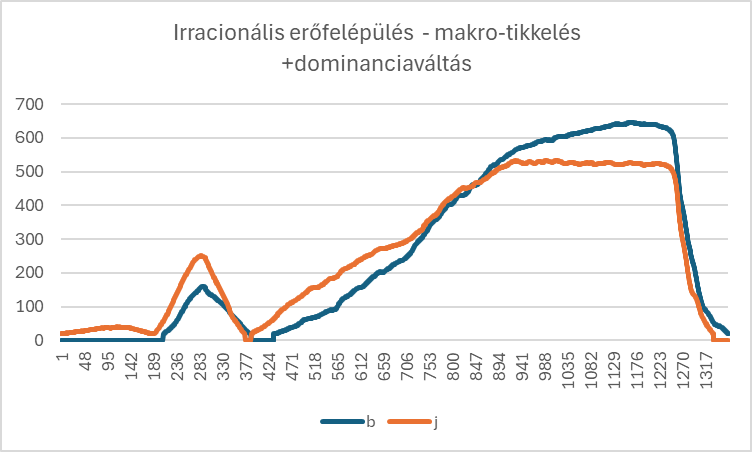 Irracionális erőfelépülés - makro-tikkelés
+dominanciaváltás
700
600
500
400
300
200
100
0
1 48 95 142 189 236 283 330 377 424 471 518 565 612 659 706 753 800 847 894 941 988 1035 1082 1129 1176 1223 1270 1317
b j